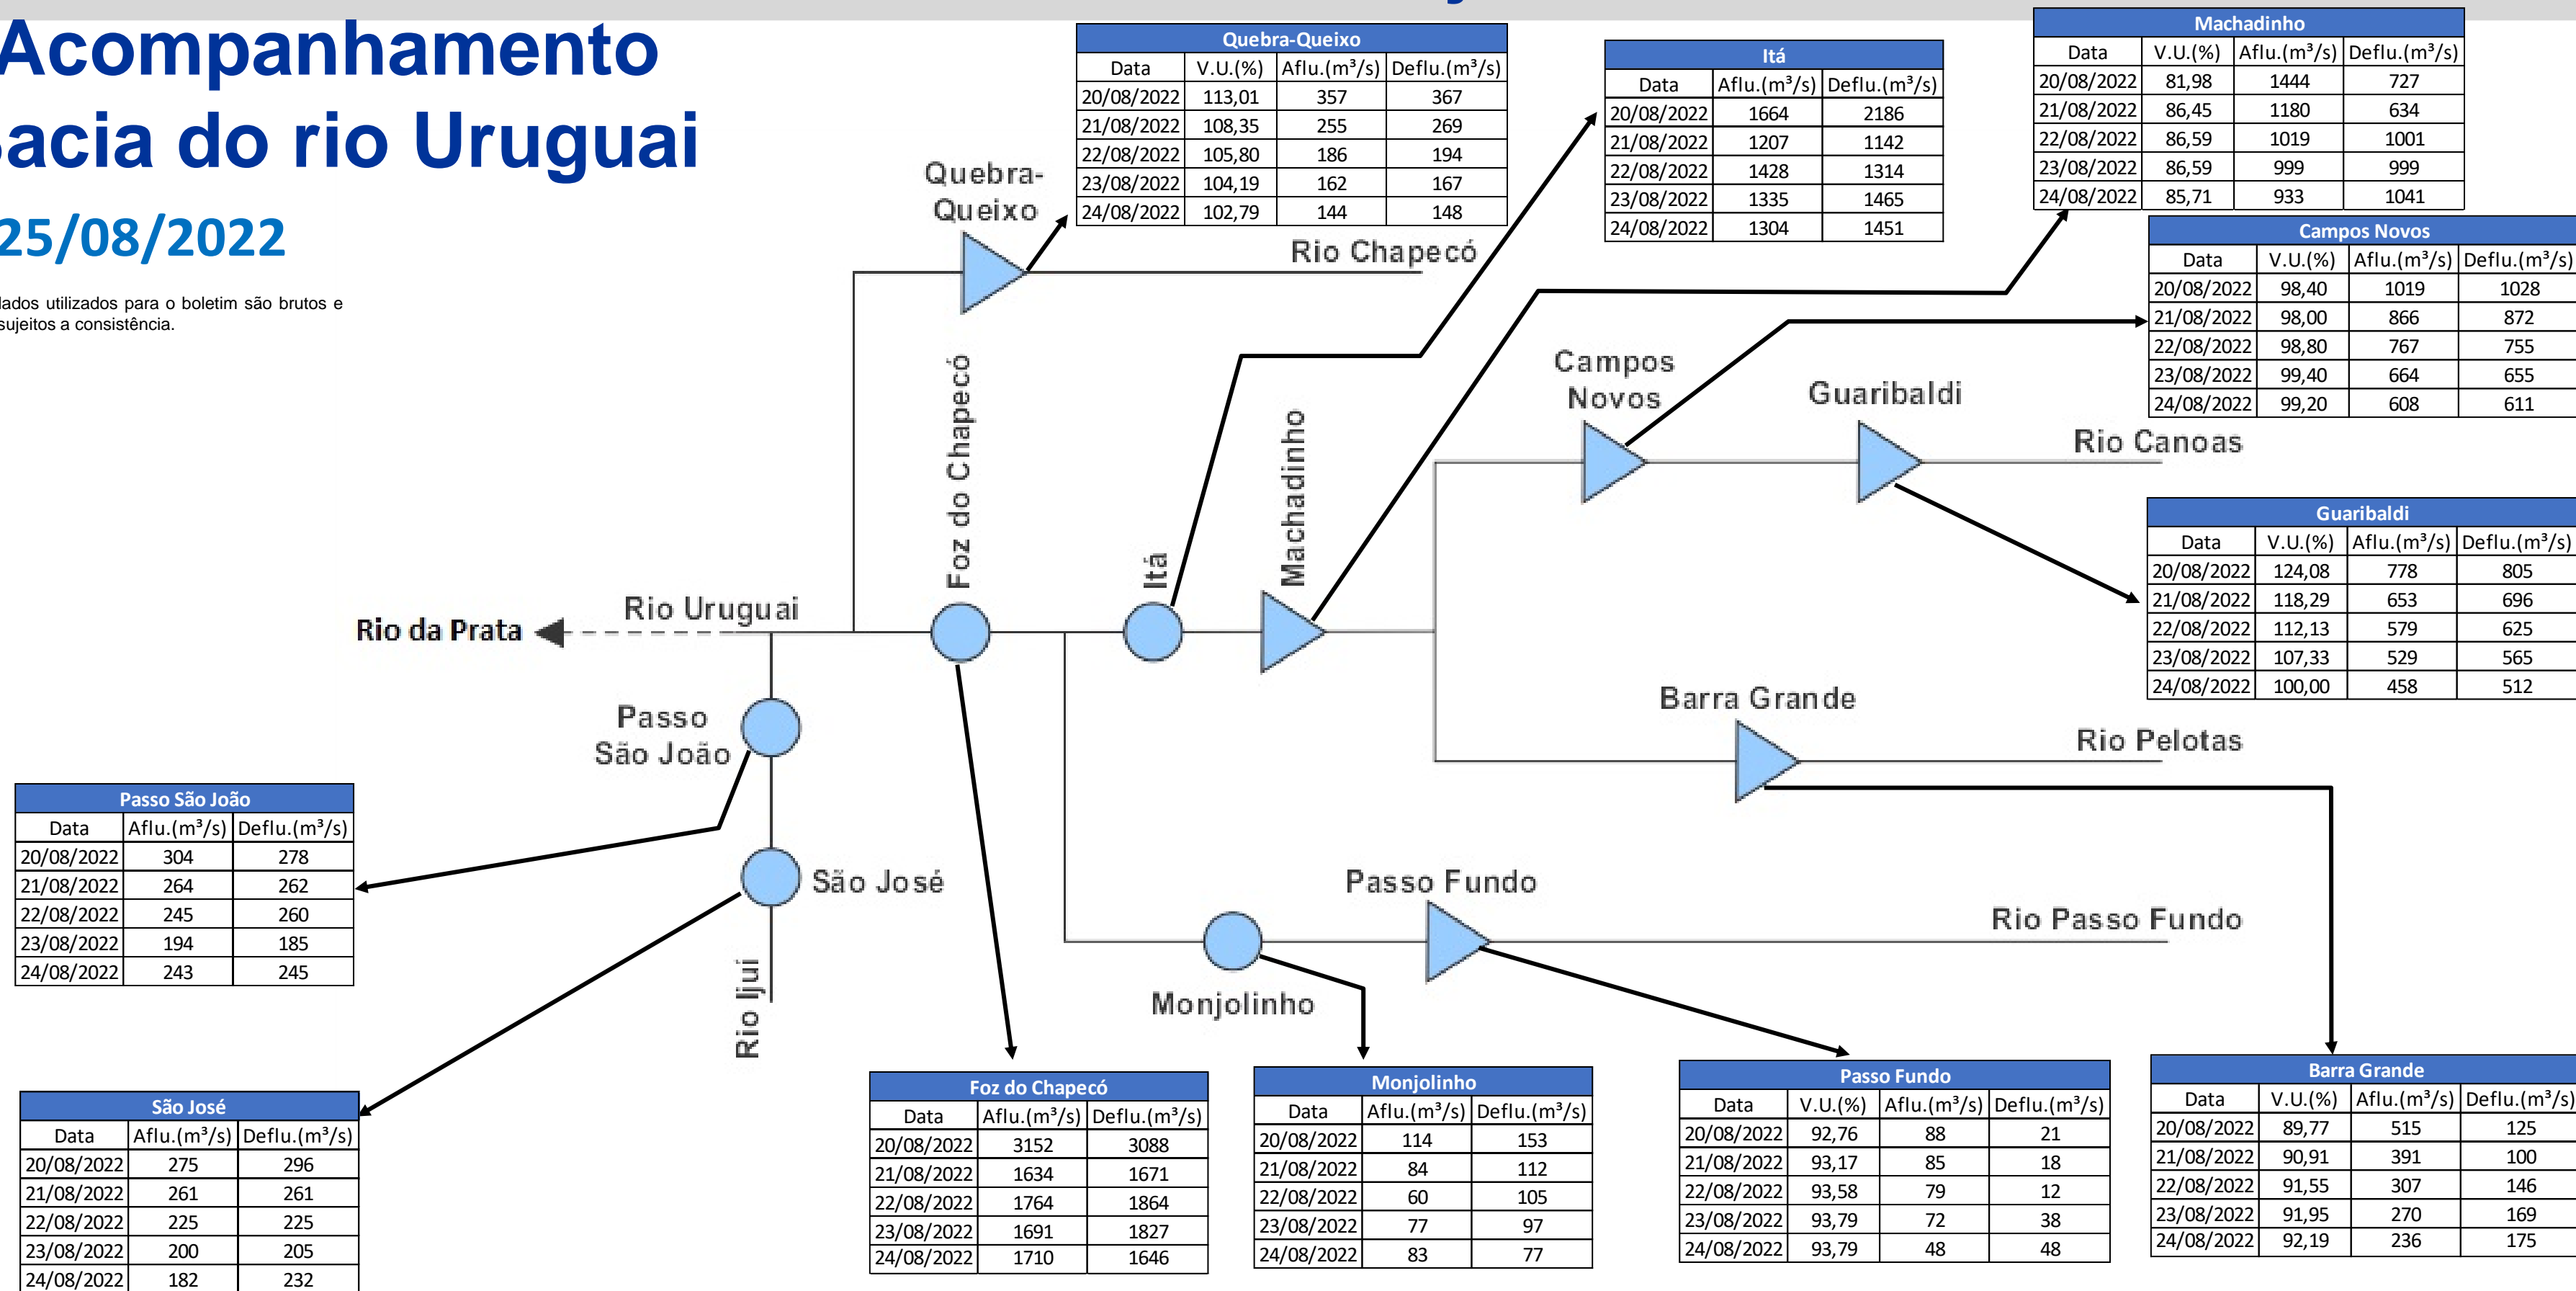 Acompanhamento
acia do rio Uruguai
25/08/2022
dados utilizados para o boletim são brutos e
sujeitos a consistência.
Quebra-Queixo
Data V.U.(%) Aflu.(m³/s) Deflu.(m³/s)
20/08/2022 113,01 357 367
21/08/2022 108,35 255 269
22/08/2022 105,80 186 194
23/08/2022 104,19 162 167
24/08/2022 102,79 144 148
Itá
Data Aflu.(m³/s) Deflu.(m³/s)
20/08/2022 1664 2186
21/08/2022 1207 1142
22/08/2022 1428 1314
23/08/2022 1335 1465
24/08/2022 1304 1451
Machadinho
Data V.U.(%) Aflu.(m³/s) Deflu.(m³/s)
20/08/2022 81,98 1444 727
21/08/2022 86,45 1180 634
22/08/2022 86,59 1019 1001
23/08/2022 86,59 999 999
24/08/2022 85,71 933 1041
Campos Novos
Data V.U.(%) Aflu.(m³/s) Deflu.(m³/s)
20/08/2022 98,40 1019 1028
21/08/2022 98,00 866 872
22/08/2022 98,80 767 755
23/08/2022 99,40 664 655
24/08/2022 99,20 608 611
Guaribaldi
Data V.U.(%) Aflu.(m³/s) Deflu.(m³/s)
20/08/2022 124,08 778 805
21/08/2022 118,29 653 696
22/08/2022 112,13 579 625
23/08/2022 107,33 529 565
24/08/2022 100,00 458 512
Quebra-
Queixo
Rio Chapecó
Foz do Chapecó
Itá
Machadinho
Campos
Novos
Guaribaldi
Rio Canoas
Rio da Prata
Rio Uruguai
Barra Grande
Rio Pelotas
Passo
São João
São José
Rio Ijuí
Passo Fundo
Rio Passo Fundo
Monjolinho
Passo São João
Data Aflu.(m³/s) Deflu.(m³/s)
20/08/2022 304 278
21/08/2022 264 262
22/08/2022 245 260
23/08/2022 194 185
24/08/2022 243 245
São José
Data Aflu.(m³/s) Deflu.(m³/s)
20/08/2022 275 296
21/08/2022 261 261
22/08/2022 225 225
23/08/2022 200 205
24/08/2022 182 232
Foz do Chapecó
Data Aflu.(m³/s) Deflu.(m³/s)
20/08/2022 3152 3088
21/08/2022 1634 1671
22/08/2022 1764 1864
23/08/2022 1691 1827
24/08/2022 1710 1646
Monjolinho
Data Aflu.(m³/s) Deflu.(m³/s)
20/08/2022 114 153
21/08/2022 84 112
22/08/2022 60 105
23/08/2022 77 97
24/08/2022 83 77
Passo Fundo
Data V.U.(%) Aflu.(m³/s) Deflu.(m³/s)
20/08/2022 92,76 88 21
21/08/2022 93,17 85 18
22/08/2022 93,58 79 12
23/08/2022 93,79 72 38
24/08/2022 93,79 48 48
Barra Grande
Data V.U.(%) Aflu.(m³/s) Deflu.(m³/s)
20/08/2022 89,77 515 125
21/08/2022 90,91 391 100
22/08/2022 91,55 307 146
23/08/2022 91,95 270 169
24/08/2022 92,19 236 175